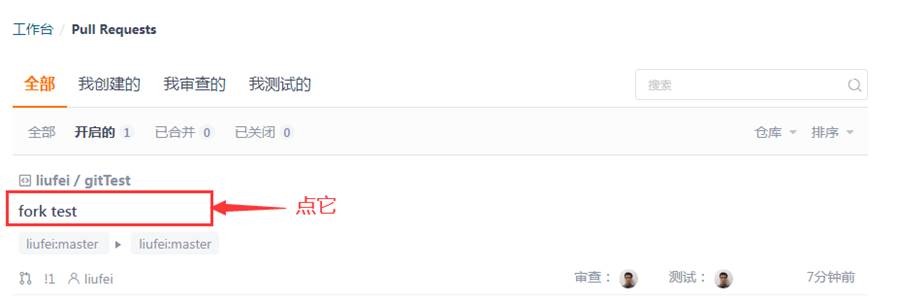 工作台 / Pull Requests
全部 我创建的 我审查的 我测试的 搜索
全部 开启的 1 已合并 0 已关闭 0 仓库 排序
liufei / gitTest
fork test 点它
liufei:master liufei:master
!1 liufei 审查： 测试： 7分钟前